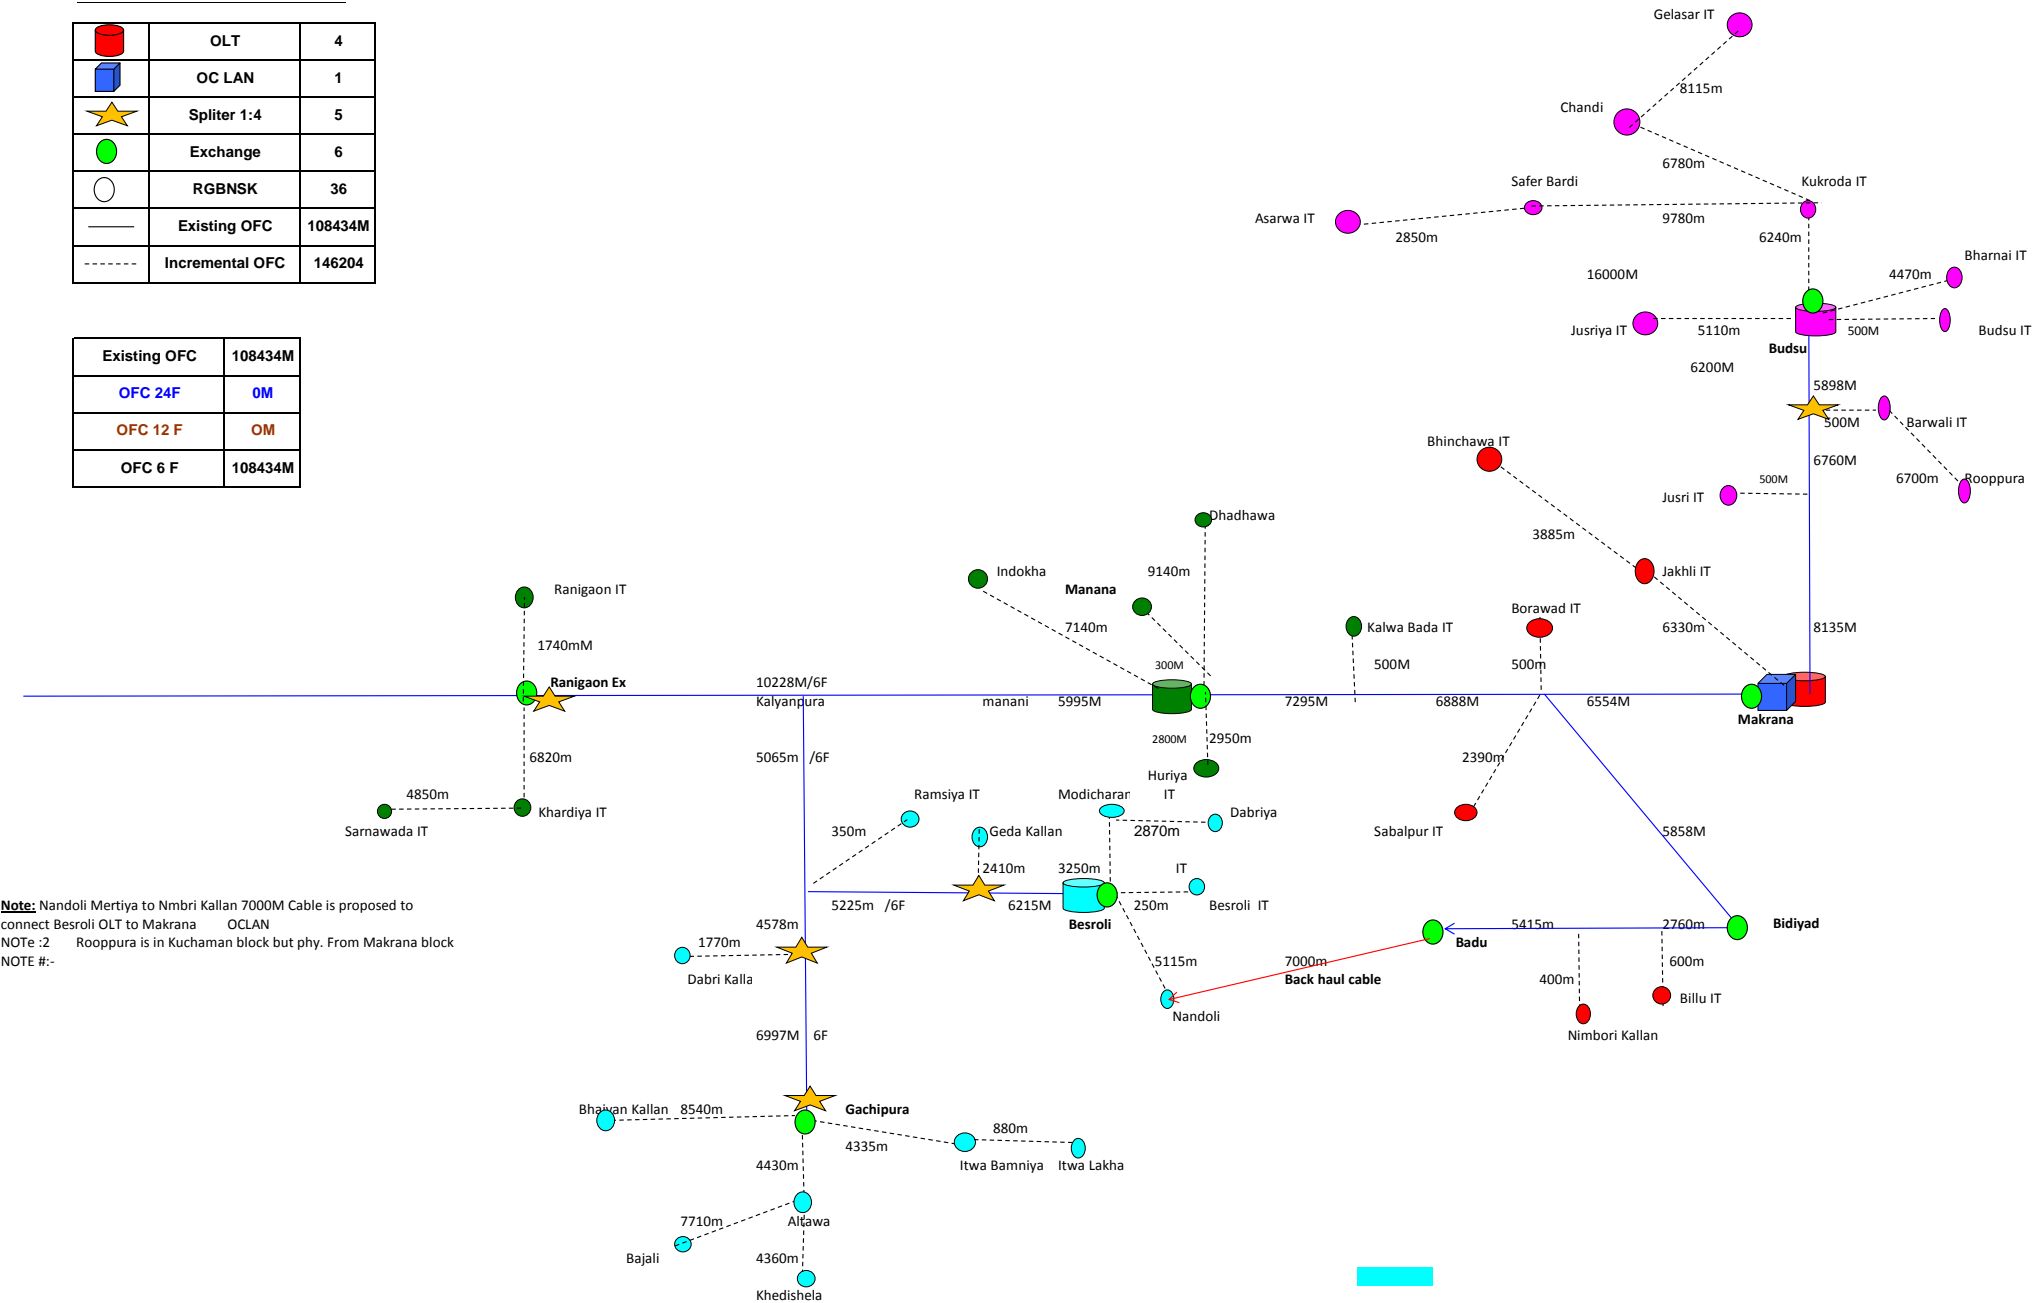 OLT 4
OC LAN 1
Spliter 1:4 5
Exchange 6
RGBNSK 36
Existing OFC 108434M
Incremental OFC 146204
Existing OFC 108434M
OFC 24F 0M
OFC 12 F OM
OFC 6 F 108434M
Gelasar IT
8115m
Chandi
6780m
Safer Bardi
Kukroda IT
Asarwa IT
2850m
9780m
6240m
Bharnai IT
16000M
4470m
Jusriya IT
5110m
500M
Budsu IT
Budsu
6200M
5898M
500M
Barwali IT
Bhinchawa IT
6760M
6700m
Rooppura
500M
Jusri IT
Dhadhawa
3885m
Indokha
9140m
Jakhli IT
Ranigaon IT
Manana
Borawad IT
7140m
Kalwa Bada IT
6330m
8135M
1740mM
300M
500M
500m
Ranigaon Ex
10228M/6F
Kalyanpura
manani
5995M
7295M
6888M
6554M
Makrana
2800M
2950m
5065m /6F
6820m
2390m
Huriya
4850m
Ramsiya IT
Modicharan IT
Dabriya
Sarnawada IT
Khardiya IT
350m
Geda Kallan
2870m
Sabalpur IT
5858M
2410m
3250m
IT
5225m /6F
6215M
250m
Besroli IT
Note: Nandoli Mertiya to Nmbri Kallan 7000M Cable is proposed to
connect Besroli OLT to Makrana OCLAN
NOTe :2 Rooppura is in Kuchaman block but phy. From Makrana block
NOTE #:-
4578m
Besroli
5415m
2760m
Bidiyad
1770m
Badu
5115m
7000m
600m
Dabri Kalla
Back haul cable
400m
Billu IT
Nandoli
6997M 6F
Nimbori Kallan
Bhaiyan Kallan
8540m
Gachipura
880m
4335m
4430m
Itwa Bamniya
Itwa Lakha
7710m
Altawa
Bajali
4360m
Khedishela